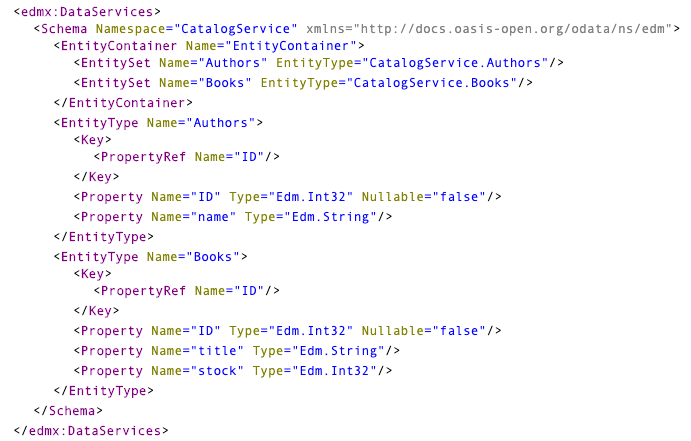 <edmx:DataServices>
<Schema Namespace="CatalogService" xmlns="http://docs.oasis-open.org/odata/ns/edm">
<EntityContainer Name="EntityContainer">
<EntitySet Name="Authors" EntityType="CatalogService.Authors"/>
<EntitySet Name="Books" EntityType="CatalogService.Books"/>
</EntityContainer>
<EntityType Name="Authors">
<Key>
<PropertyRef Name="ID"/>
</Key>
<Property Name="ID" Type="Edm.Int32" Nullable="false"/>
<Property Name="name" Type="Edm.String"/>
</EntityType>
<EntityType Name="Books">
<Key>
<PropertyRef Name="ID"/>
</Key>
<Property Name="ID" Type="Edm.Int32" Nullable="false"/>
<Property Name="title" Type="Edm.String"/>
<Property Name="stock" Type="Edm.Int32"/>
</EntityType>
</Schema>
</edmx:DataServices>